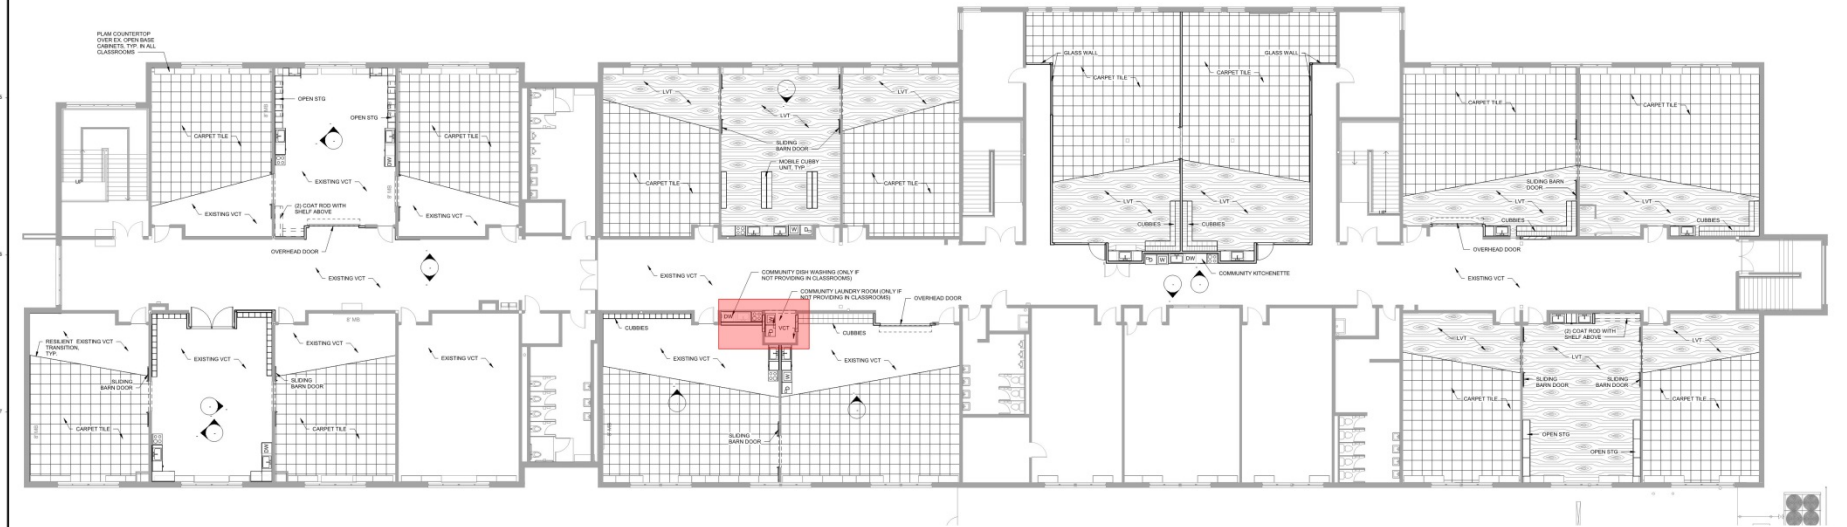 PLAM COUNTERTOP
OVER EX. OPEN BASE
CABINETS, TYP. IN ALL
CLASSROOMS
OPEN STG
OPEN STG
CARPET TILE
CARPET TILE
DW
EXISTING VCT
EXISTING VCT
(2) COAT ROD WITH
SHELF ABOVE
EXISTING VCT
UP
OVERHEAD DOOR
EXISTING VCT
LVT
LVT
LVT
SLIDING
BARN DOOR
MOBILE CUBBY
UNIT, TYP
CARPET TILE
CARPET TILE
W
D
GLASS WALL
GLASS WALL
CARPET TILE
CARPET TILE
LVT
LVT
CUBBIES
CUBBIES
D
W
DW
COMMUNITY KITCHENETTE
CARPET TILE
CARPET TILE
SLIDING BARN
DOOR
LVT
LVT
CUBBIES
CUBBIES
OVERHEAD DOOR
EXISTING VCT
EXISTING VCT
COMMUNITY DISH WASHING (ONLY IF
NOT PROVIDING IN CLASSROOMS)
COMMUNITY LAUNDRY ROOM (ONLY IF
NOT PROVIDING IN CLASSROOMS)
OVERHEAD DOOR
DW
VCT
CUBBIES
CUBBIES
EXISTING VCT
EXISTING VCT
W
D
SLIDING
BARN DOOR
8' MB
RESILIENT
TRANSITION,
TYP.
EXISTING VCT
EXISTING VCT
EXISTING VCT
SLIDING
BARN DOOR
SLIDING
BARN DOOR
CARPET TILE
CARPET TILE
DW
LVT
(2) COAT ROD WITH
SHELF ABOVE
LVT
LVT
SLIDING
BARN DOOR
SLIDING
BARN DOOR
CARPET TILE
CARPET TILE
OPEN STG
OPEN STG